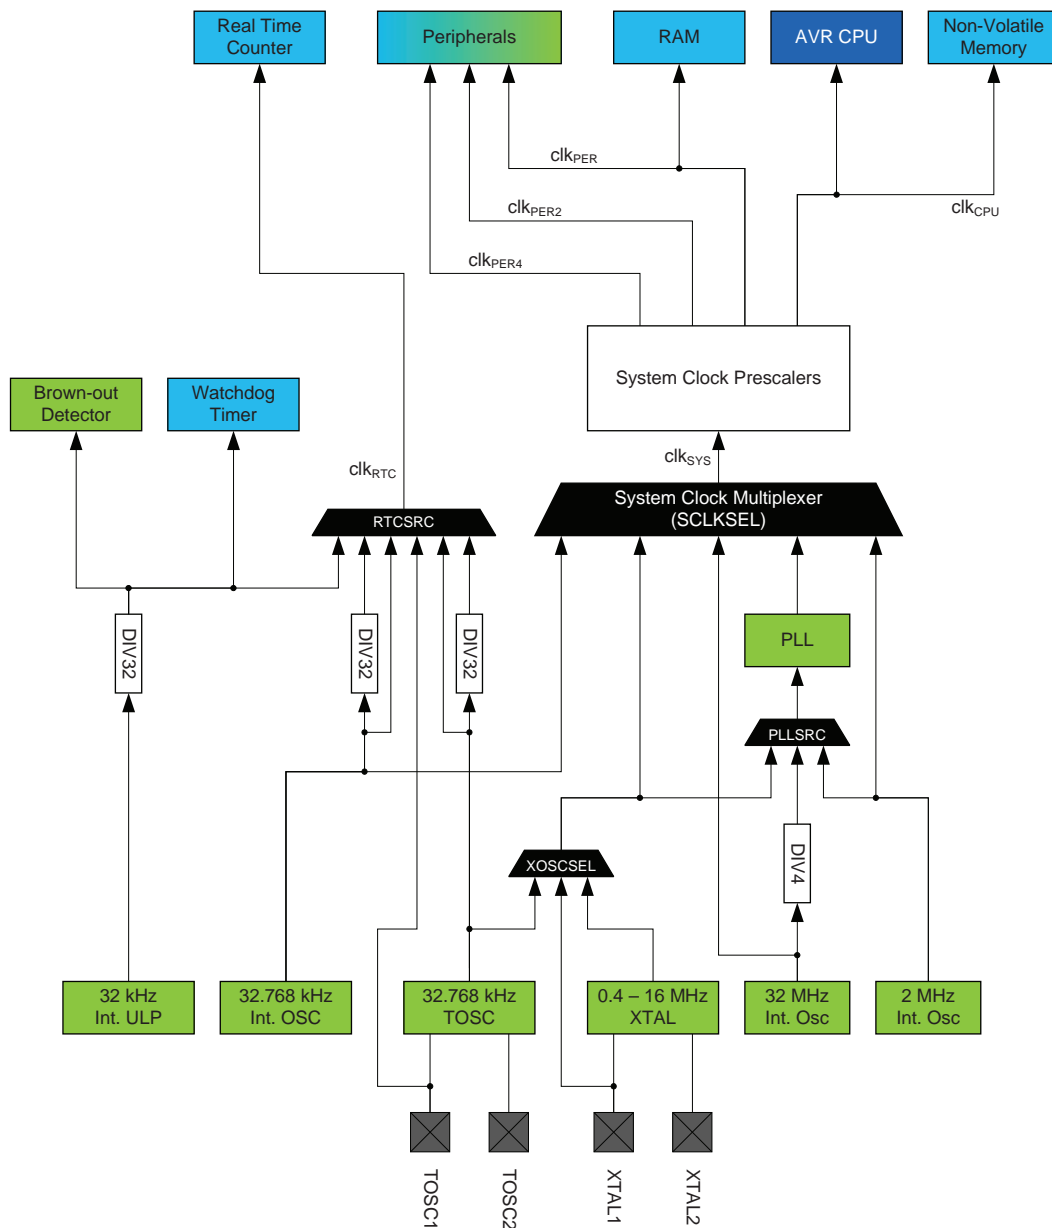 Real Time
Counter
Peripherals
RAM
AVR CPU
Non-Volatile
Memory
clkPER
clkPER2
clkCPU
clkPER4
System Clock Prescalers
Brown-out
Detector
Watchdog
Timer
clkRTC
clkSYS
RTCSRC
System Clock Multiplexer
(SCLKSEL)
DIV32
DIV32
DIV32
PLL
PLLSRC
DIV4
XOSCSEL
32 kHz
Int. ULP
32.768 kHz
Int. OSC
32.768 kHz
TOSC
0.4 – 16 MHz
XTAL
32 MHz
Int. Osc
2 MHz
Int. Osc
TOSC1
TOSC2
XTAL1
XTAL2